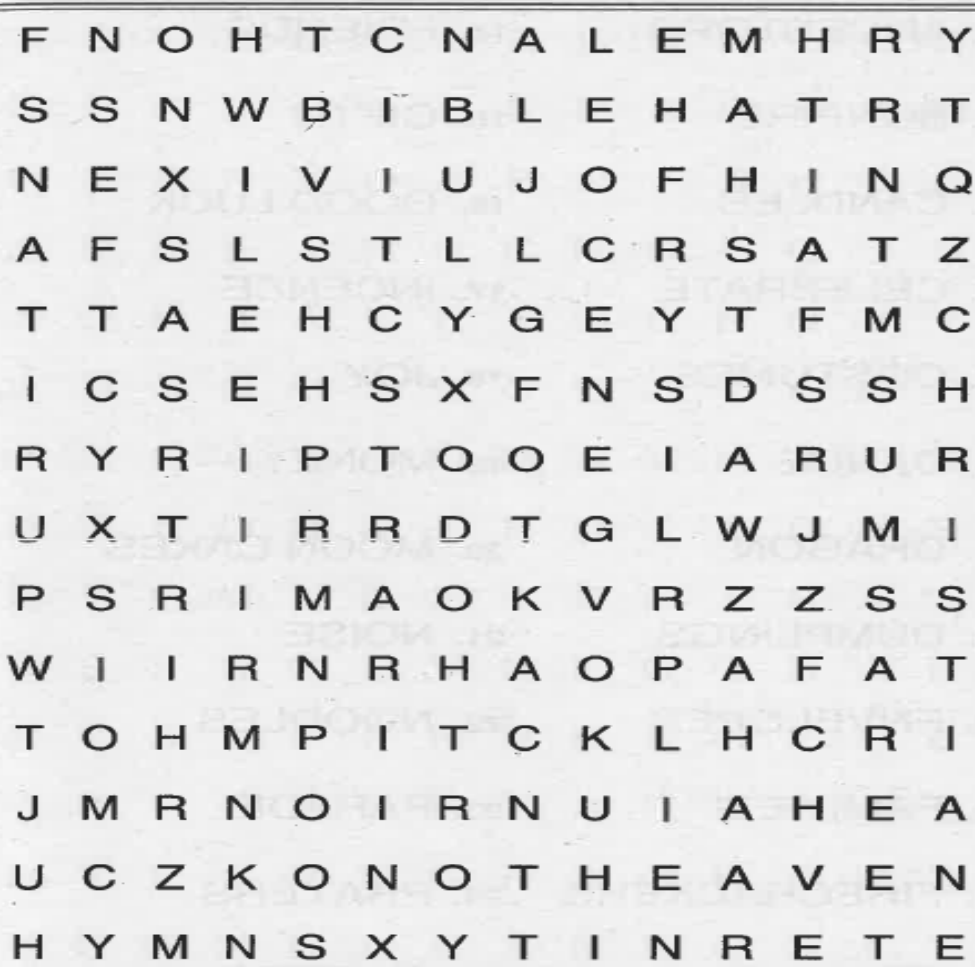 F N O H T C N A L E M H R Y
S S N W B I B L E H A T R T
N E X I V I U J O F H I N Q
A F S L S T L L C R S A T Z
T T A E H C Y G E Y T F M C
I C S E H S X F N S D S S H
R Y R I P T O O E I A R U R
U X T I R R D T G L W J M I
P S R I M A O K V R Z Z S S
W I I R N R H A O P A F A T
T O H M P I T C K L H C R I
J M R N O I R N U I A H E A
U C Z K O N O T H E A V E N
H Y M N S X Y T I N R E T E